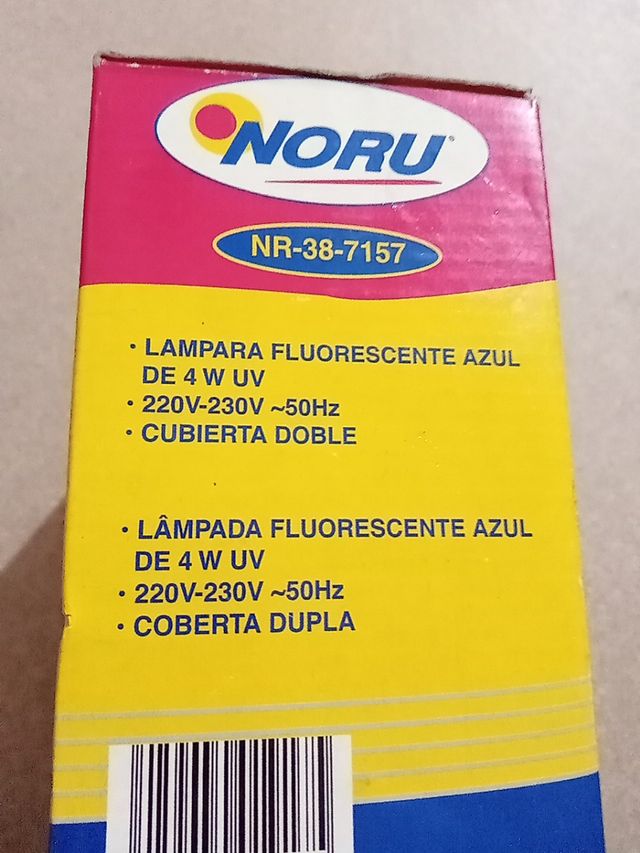 NORU®
NR-38-7157
· LAMPARA FLUORESCENTE AZUL
DE 4 W UV
· 220V-230V ~50Hz
· CUBIERTA DOBLE
· LÂMPADA FLUORESCENTE AZUL
DE 4 W UV
· 220V-230V ~50Hz
· COBERTA DUPLA